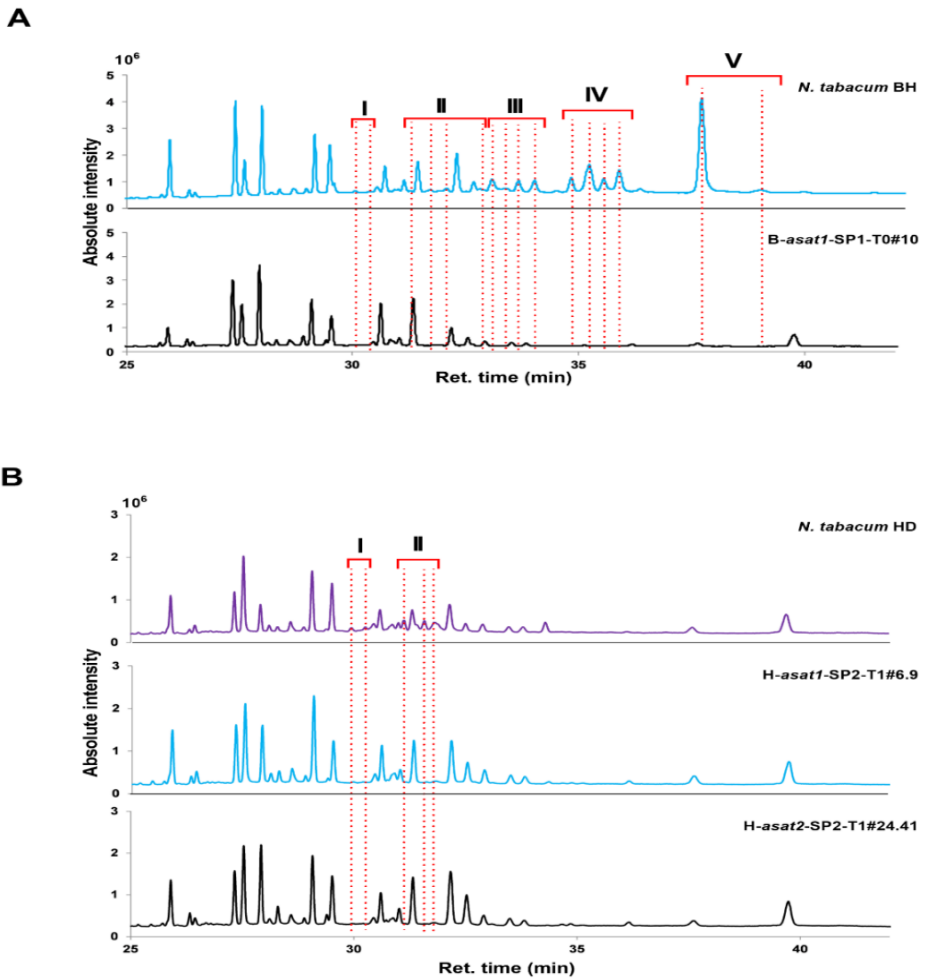 A
10⁶
I II III IV V
N. tabacum BH
5
4
3
2
1
0
B-asat1-SP1-T0#10
5
4
3
2
1
0
Absolute intensity
25 30 35 40
Ret. time (min)
B
10⁶
N. tabacum HD
I II
3
2
1
0
H-asat1-SP2-T1#6.9
3
2
1
0
Absolute intensity
H-asat2-SP2-T1#24.41
3
2
1
0
25 30 35 40
Ret. time (min)